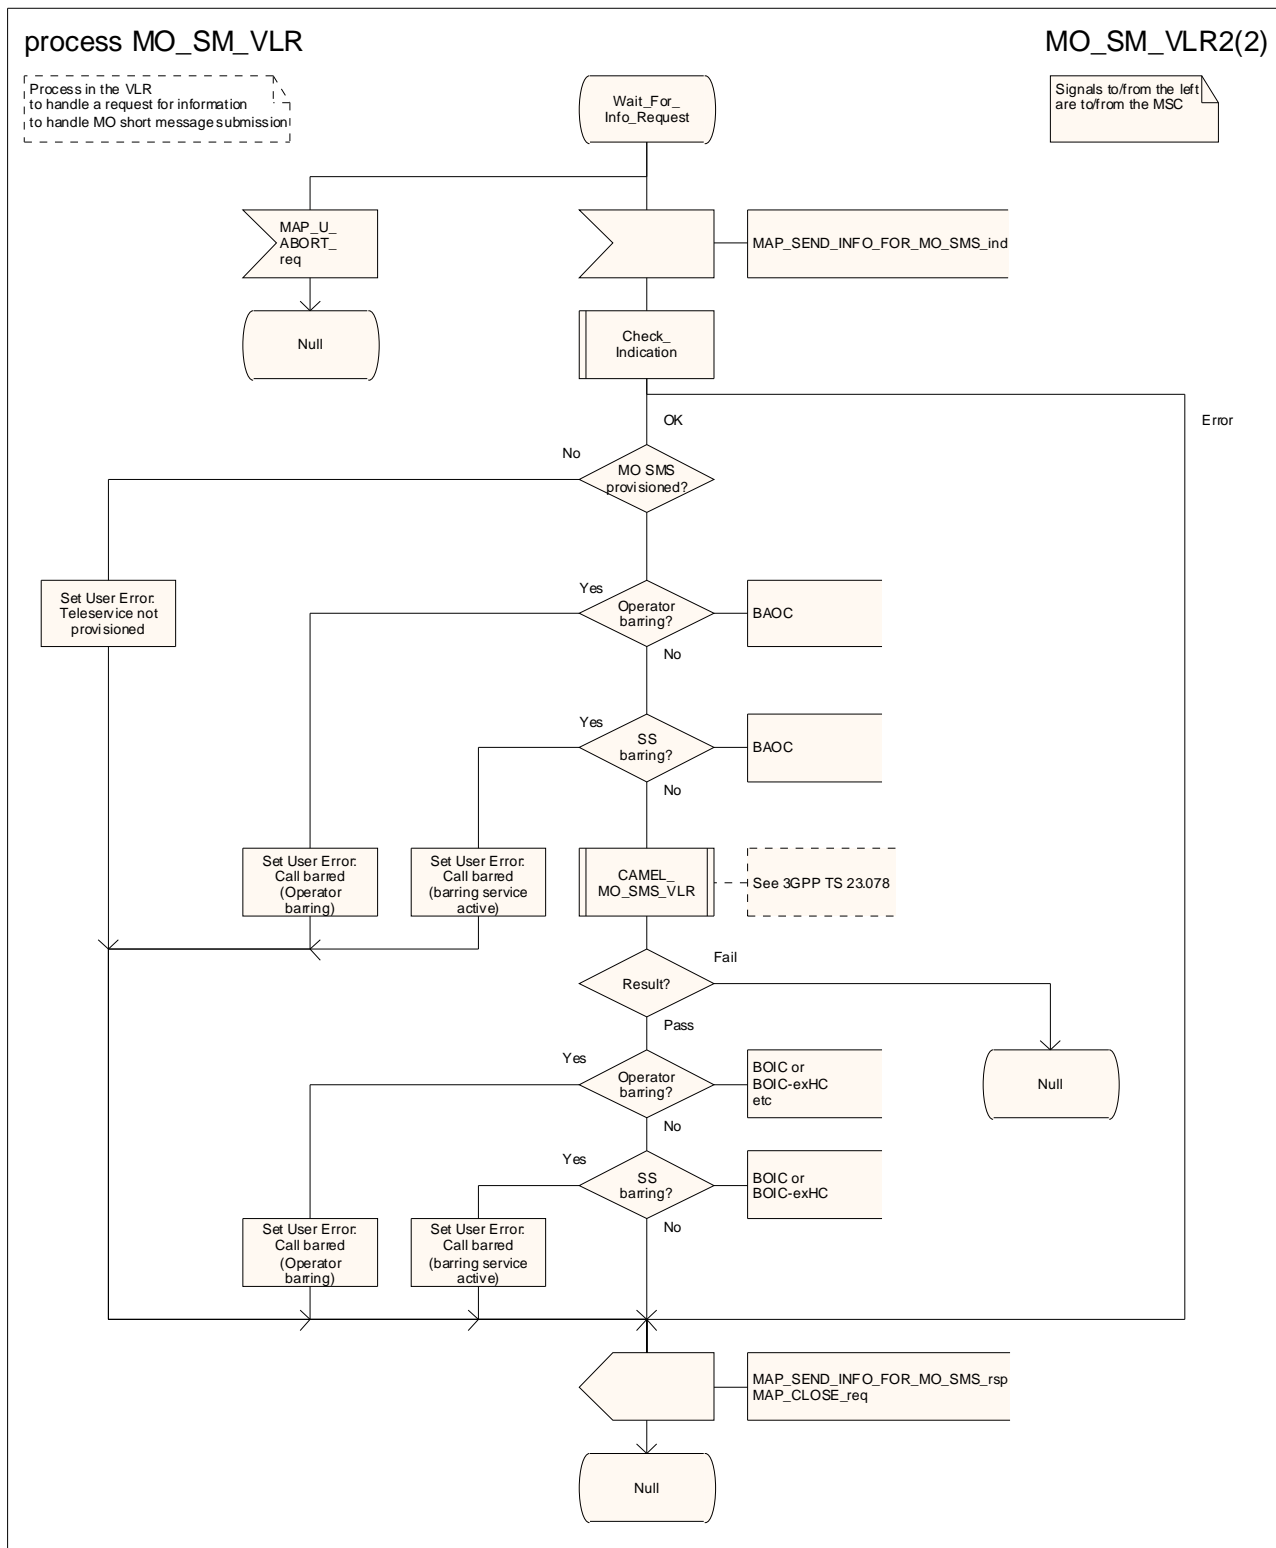 process MO_SM_VLR
MO_SM_VLR2(2)
Process in the VLR
to handle a request for information
to handle MO short message submission
Wait_For_
Info_Request
Signals to/from the left
are to/from the MSC
MAP_U_
ABORT_
req
MAP_SEND_INFO_FOR_MO_SMS_ind
Null
Check_
Indication
OK
Error
No
MO SMS
provisioned?
Set User Error:
Teleservice not
provisioned
Yes
Operator
barring?
BAOC
No
Yes
SS
barring?
BAOC
No
Set User Error:
Call barred
(Operator
barring)
Set User Error:
Call barred
(barring service
active)
CAMEL_
MO_SMS_VLR
See 3GPP TS 23.078
Result?
Fail
Pass
Yes
Operator
barring?
BOIC or
BOIC-exHC
etc
Null
No
Yes
SS
barring?
BOIC or
BOIC-exHC
No
Set User Error:
Call barred
(Operator
barring)
Set User Error:
Call barred
(barring service
active)
MAP_SEND_INFO_FOR_MO_SMS_rsp
MAP_CLOSE_req
Null